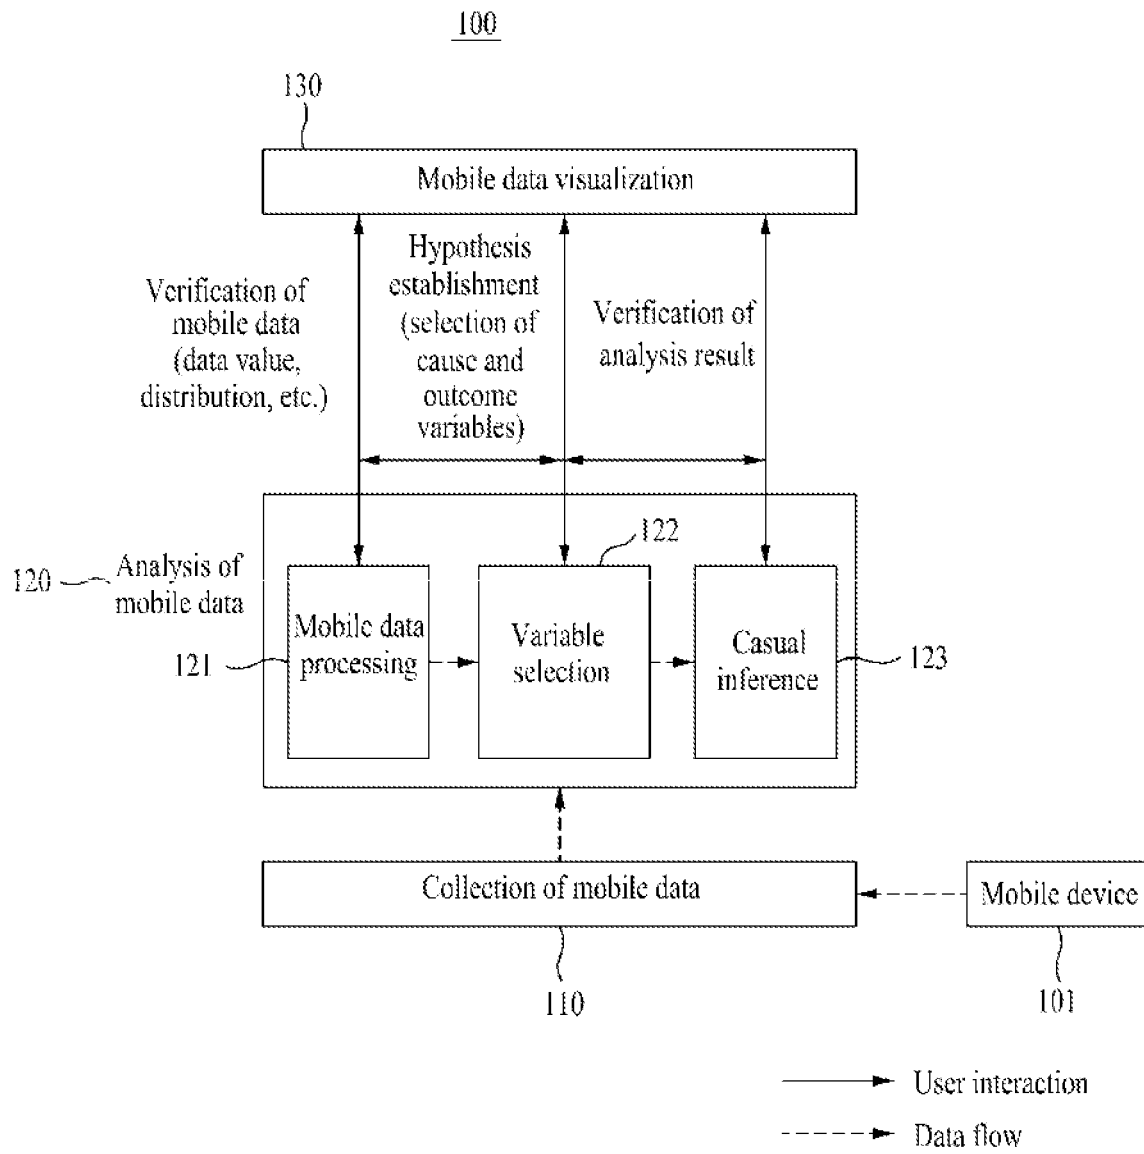 100
130
Mobile data visualization
Verification of
mobile data
(data value,
distribution, etc.)
Hypothesis
establishment
(selection of
cause and
outcome
variables)
Verification of
analysis result
120
Analysis of
mobile data
122
121
Mobile data
processing
Variable
selection
Casual
inference
123
Collection of mobile data
Mobile device
110
101
User interaction
Data flow